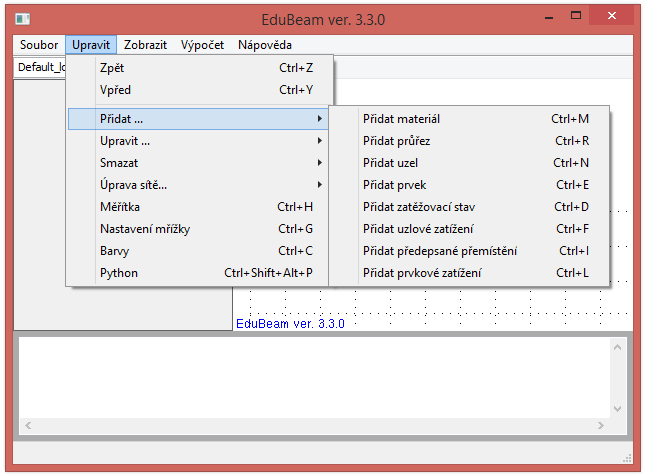 EduBeam ver. 3.3.0
Soubor Upravit Zobrazit Výpočet Nápověda
Zpět Ctrl+Z
Vpřed Ctrl+Y
Přidat ...
Upravit ...
Smazat
Úprava sítě...
Měřítka Ctrl+H
Nastavení mřížky Ctrl+G
Barvy Ctrl+C
Python Ctrl+Shift+Alt+P
Přidat materiál Ctrl+M
Přidat průřez Ctrl+R
Přidat uzel Ctrl+N
Přidat prvek Ctrl+E
Přidat zatěžovací stav Ctrl+D
Přidat uzlové zatížení Ctrl+F
Přidat předepsané přemístění Ctrl+I
Přidat prvkové zatížení Ctrl+L
EduBeam ver. 3.3.0